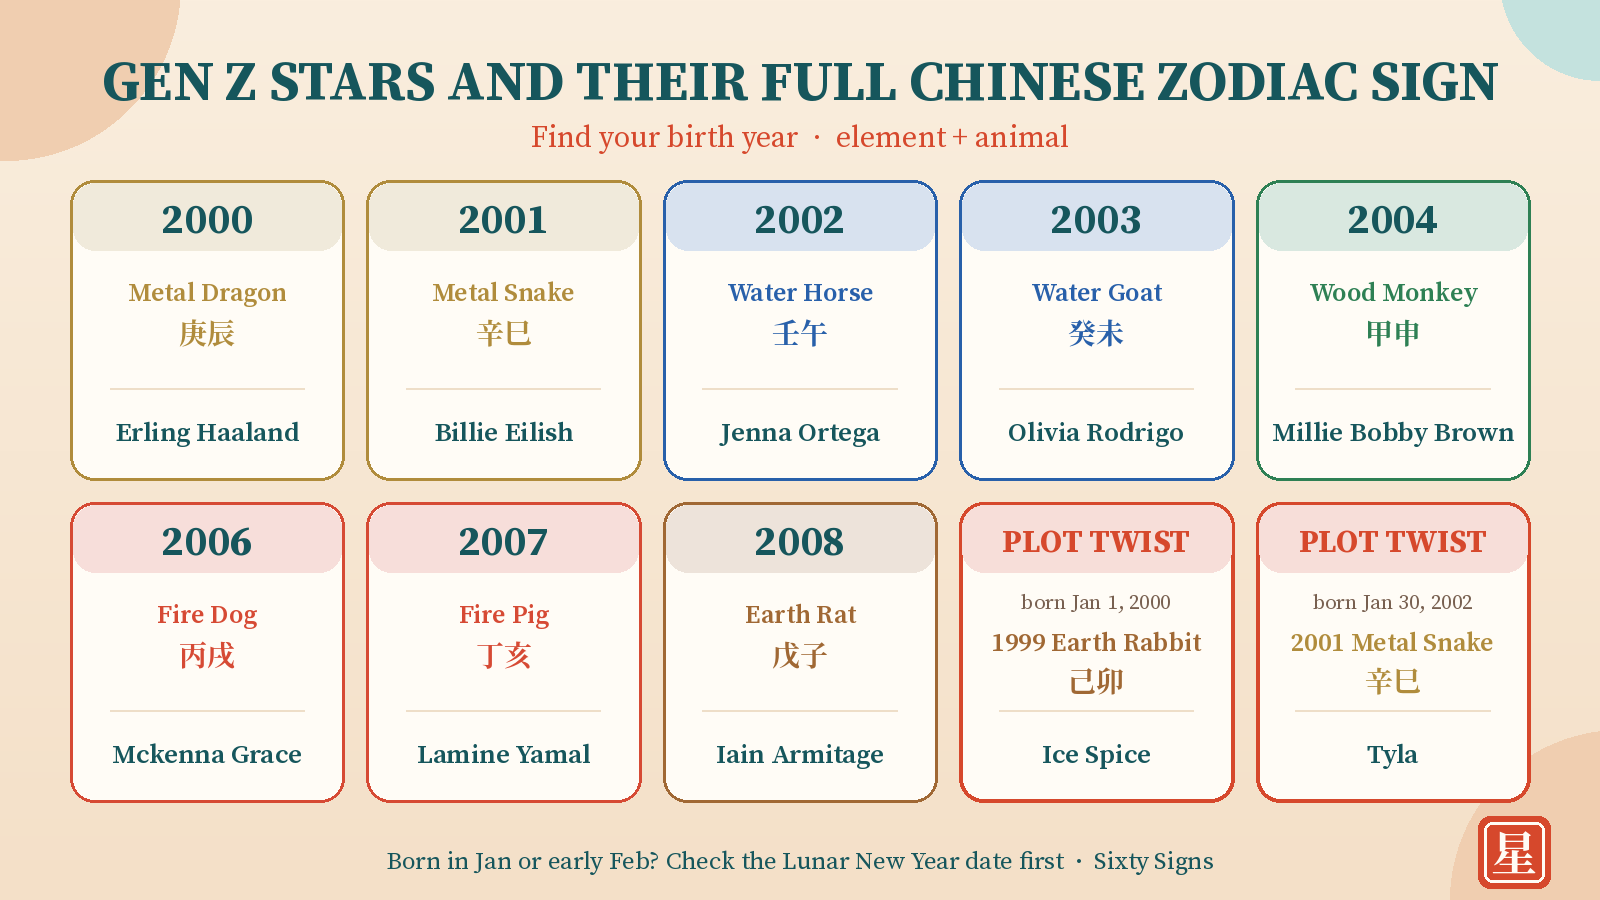 GEN Z STARS AND THEIR FULL CHINESE ZODIAC SIGN
Find your birth year · element + animal
2000
Metal Dragon
庚辰
Erling Haaland
2001
Metal Snake
辛巳
Billie Eilish
2002
Water Horse
壬午
Jenna Ortega
2003
Water Goat
癸未
Olivia Rodrigo
2004
Wood Monkey
甲申
Millie Bobby Brown
2006
Fire Dog
丙戌
Mckenna Grace
2007
Fire Pig
丁亥
Lamine Yamal
2008
Earth Rat
戊子
Iain Armitage
PLOT TWIST
born Jan 1, 2000
1999 Earth Rabbit
己卯
Ice Spice
PLOT TWIST
born Jan 30, 2002
2001 Metal Snake
辛巳
Tyla
Born in Jan or early Feb? Check the Lunar New Year date first · Sixty Signs
星